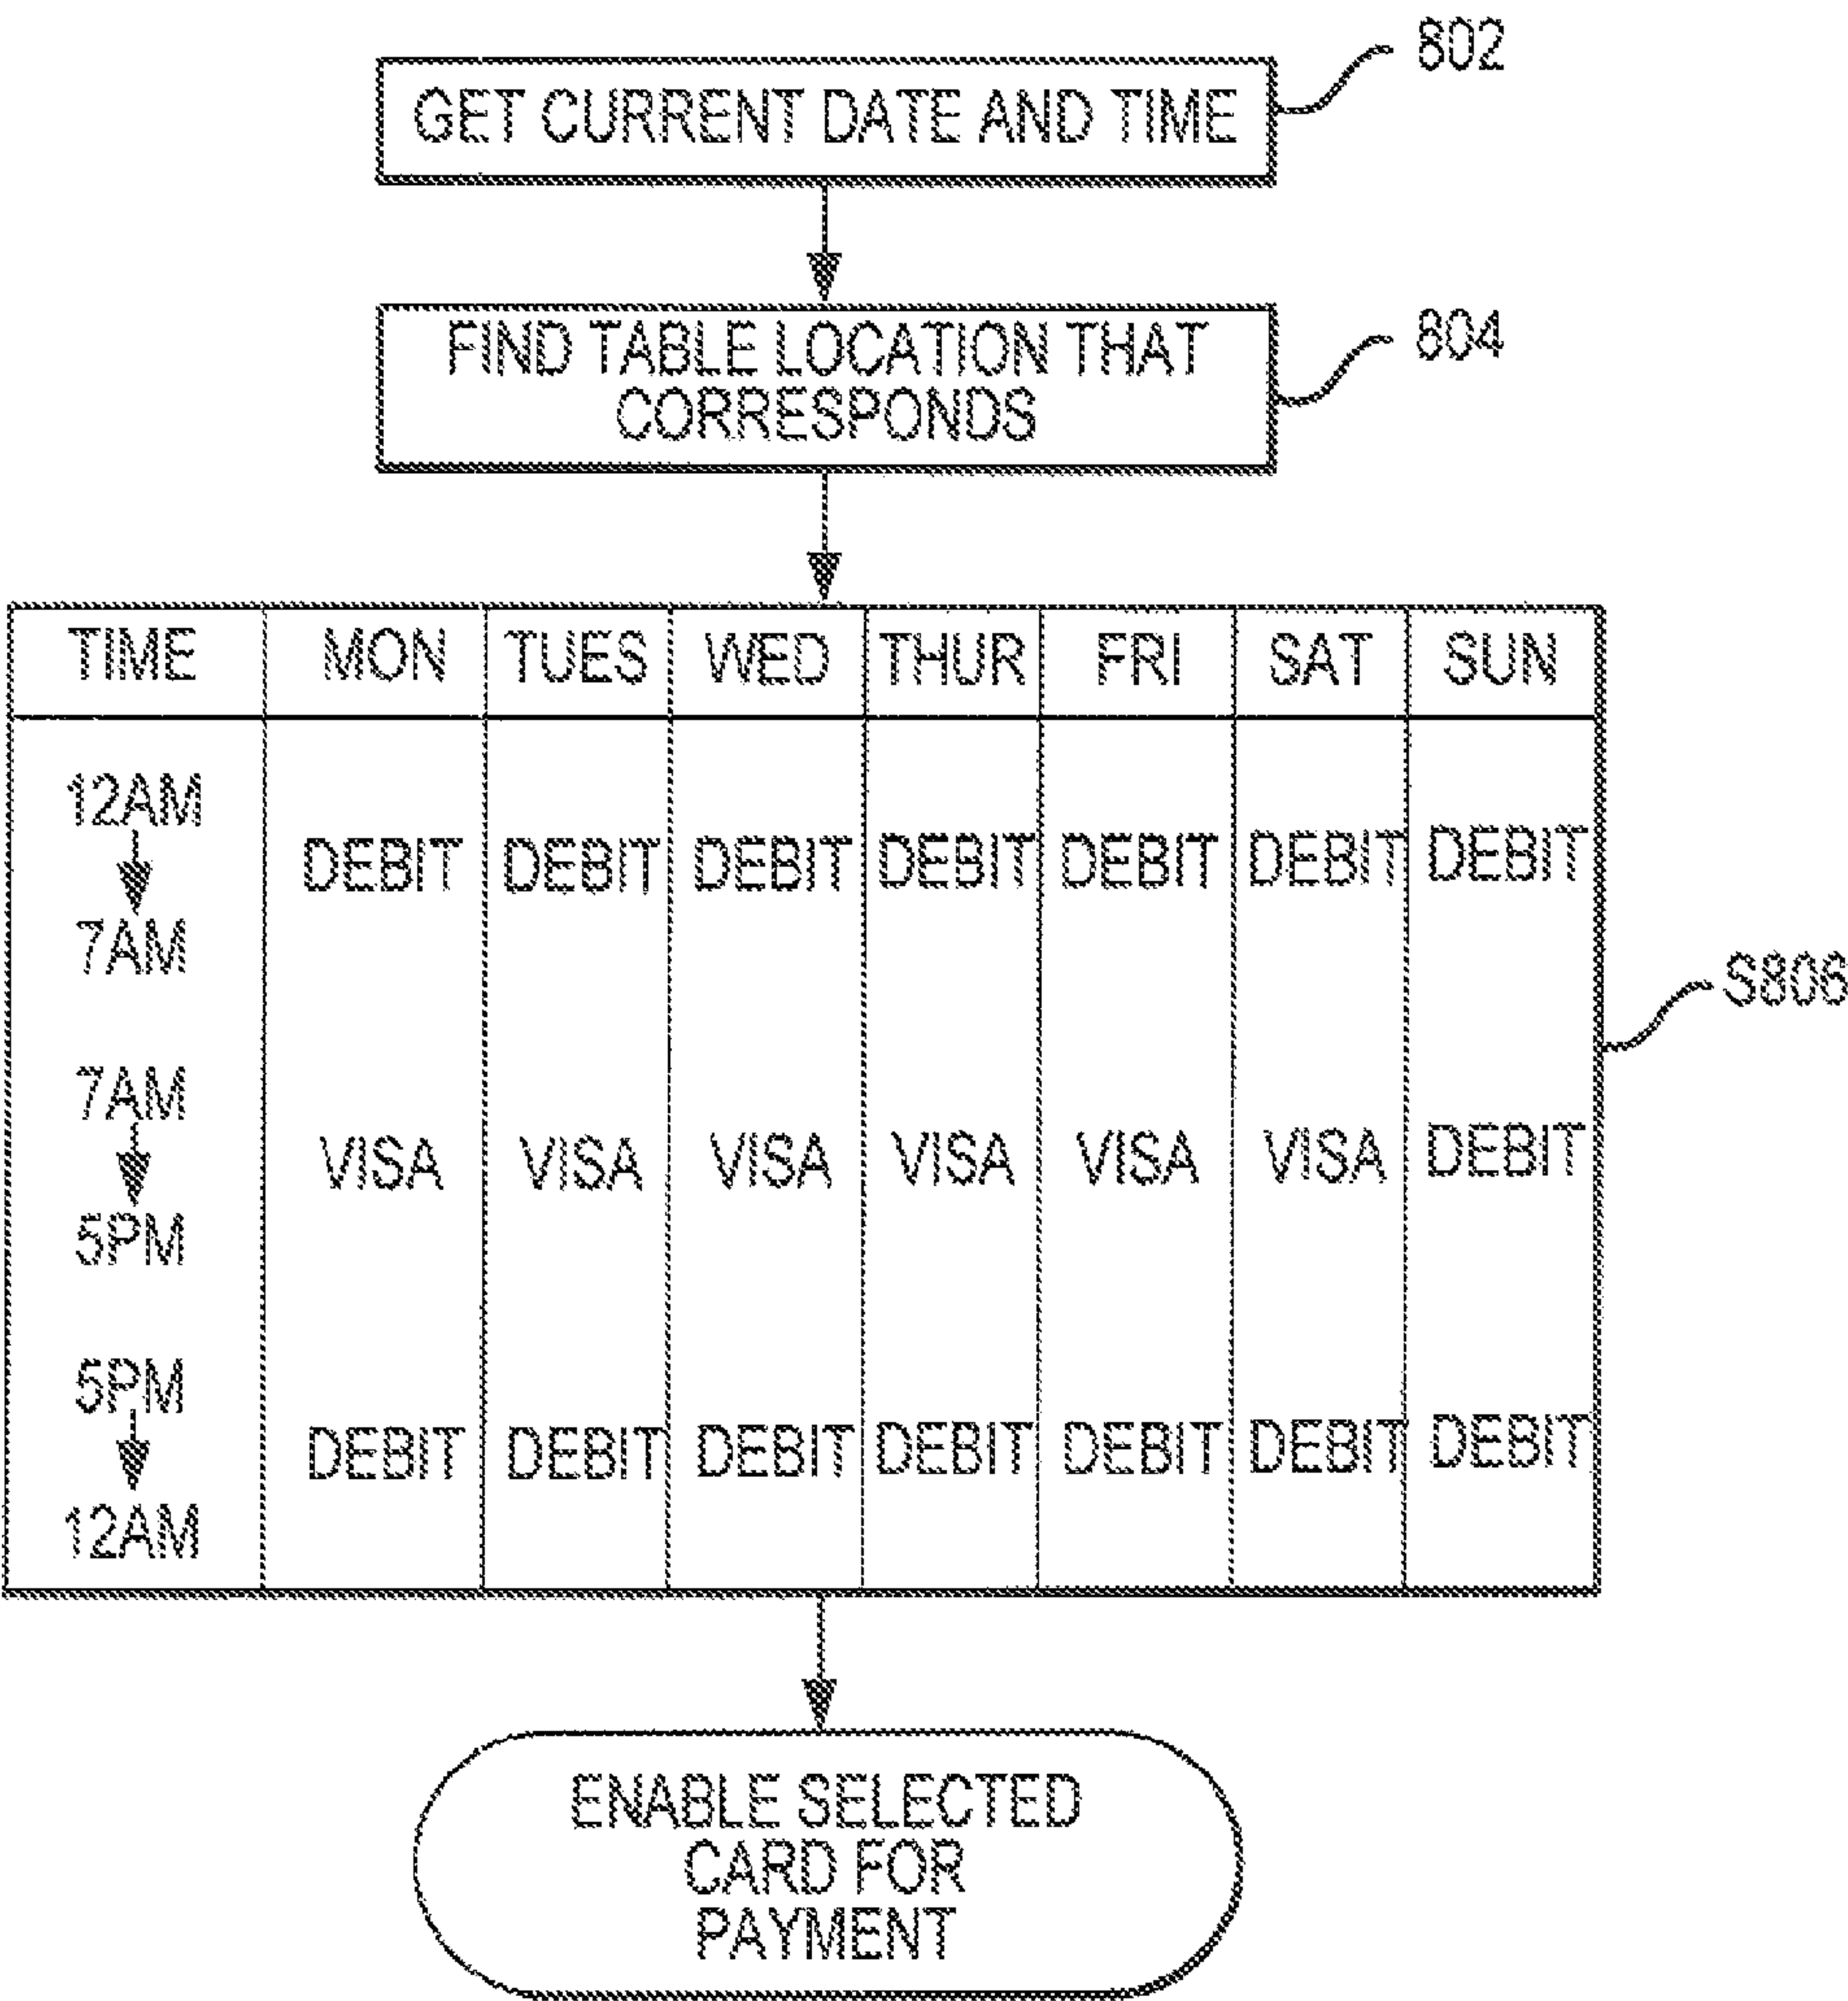 802
GET CURRENT DATE AND TIME
804
FIND TABLE LOCATION THAT
CORRESPONDS
TIME MON TUES WED THUR FRI SAT SUN
12AM
DEBIT DEBIT DEBIT DEBIT DEBIT DEBIT DEBIT
7AM
S806
7AM
VISA VISA VISA VISA VISA VISA DEBIT
5PM
5PM
DEBIT DEBIT DEBIT DEBIT DEBIT DEBIT DEBIT
12AM
ENABLE SELECTED
CARD FOR
PAYMENT